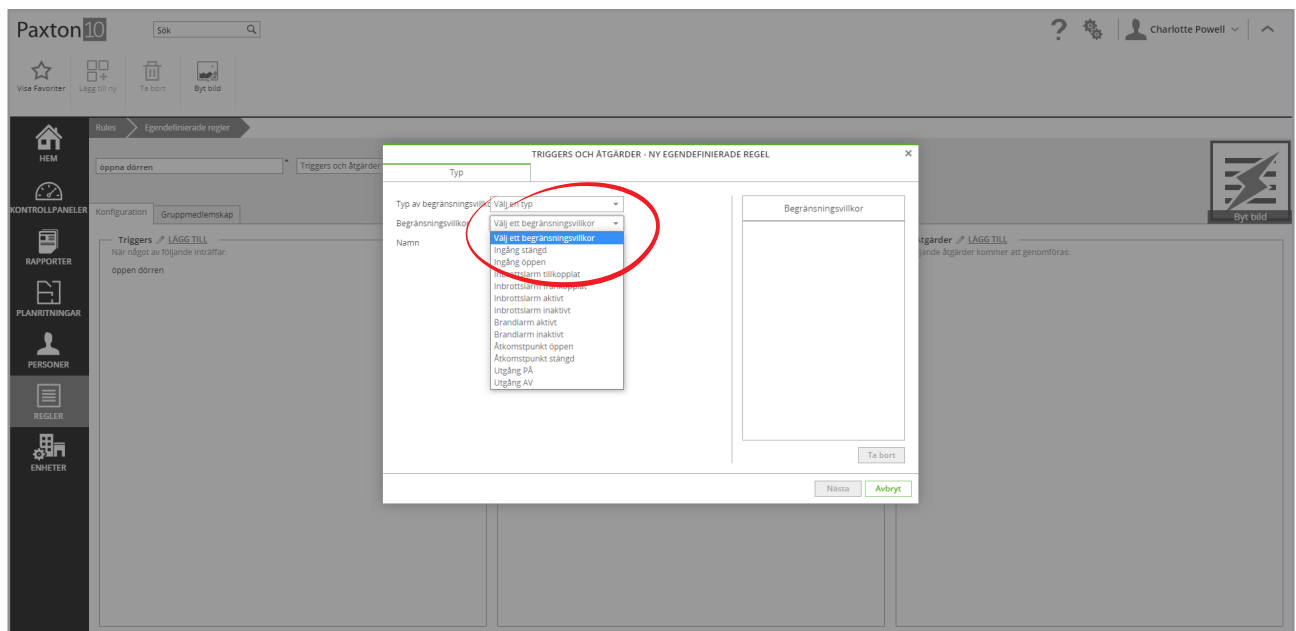 Paxton10
Sök
Charlotte Powell
Visa Favoriter
Lägg till ny
Ta bort
Byt bild
Rules
Egendefinierade regler
HEM
KONTROLLPANELER
RAPPORTER
PLANRITNINGAR
PERSONER
REGLER
ENHETER
öppna dörren
*
Triggers och åtgärder
Byt bild
Konfiguration
Gruppmedlemskap
Triggers LÄGG TILL
När något av följande inträffar:
öppen dörren
TRIGGERS OCH ÅTGÄRDER - NY EGENDEFINIERADE REGEL
Typ
Typ av begränsningsvillko
Välj en typ
Begränsningsvillkor
Välj ett begränsningsvillkor
Namn
Välj ett begränsningsvillkor
Ingång stängd
Ingång öppen
Inbrottslarm tillkopplat
Inbrottslarm frånkopplat
Inbrottslarm aktivt
Inbrottslarm inaktivt
Brandlarm aktivt
Brandlarm inaktivt
Åtkomstpunkt öppen
Åtkomstpunkt stängd
Utgång PÅ
Utgång AV
Begränsningsvillkor
Ta bort
Nästa
Avbryt
tgärder LÄGG TILL
jande åtgärder kommer att genomföras: